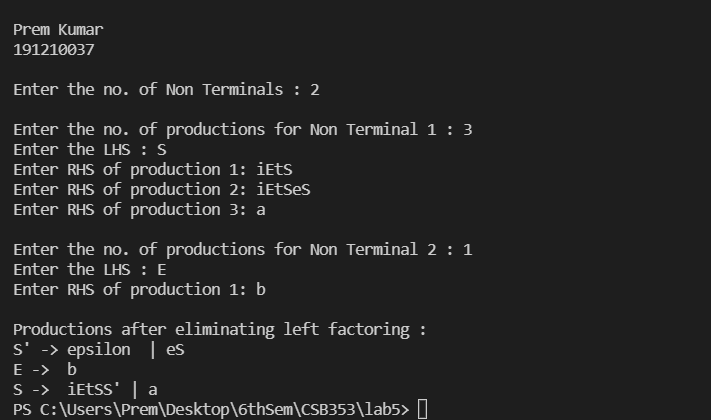 Prem Kumar
191210037
Enter the no. of Non Terminals : 2
Enter the no. of productions for Non Terminal 1 : 3
Enter the LHS : S
Enter RHS of production 1: iEtS
Enter RHS of production 2: iEtSeS
Enter RHS of production 3: a
Enter the no. of productions for Non Terminal 2 : 1
Enter the LHS : E
Enter RHS of production 1: b
Productions after eliminating left factoring :
S' -> epsilon  | eS
E ->  b
S ->  iEtSS' | a
PS C:\Users\Prem\Desktop\6thSem\CSB353\lab5>